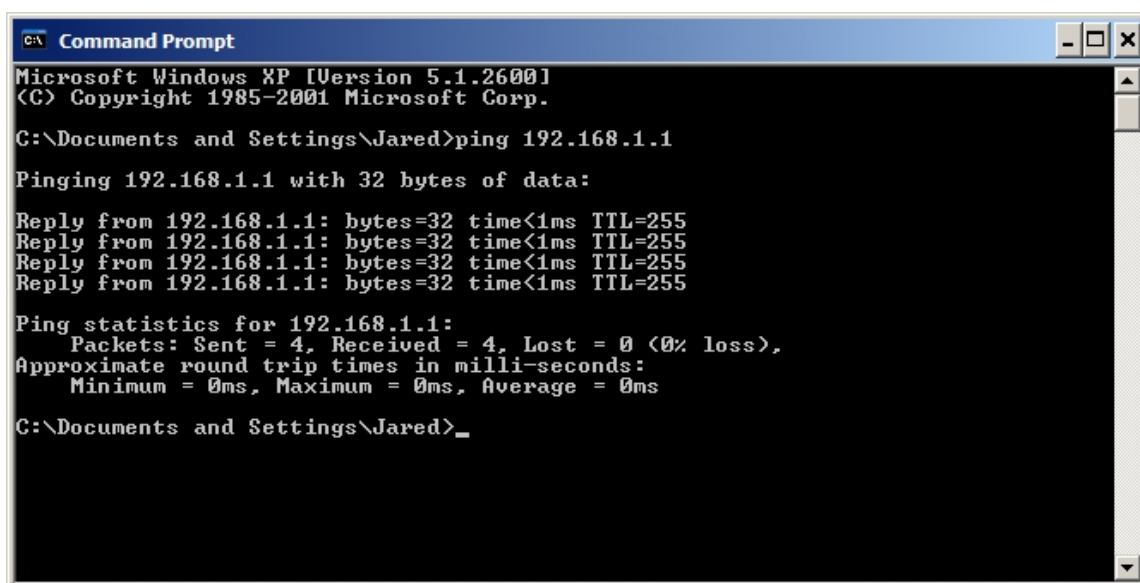 C:\ Command Prompt
Microsoft Windows XP [Version 5.1.2600]
(C) Copyright 1985-2001 Microsoft Corp.
C:\Documents and Settings\Jared>ping 192.168.1.1
Pinging 192.168.1.1 with 32 bytes of data:
Reply from 192.168.1.1: bytes=32 time<1ms TTL=255
Reply from 192.168.1.1: bytes=32 time<1ms TTL=255
Reply from 192.168.1.1: bytes=32 time<1ms TTL=255
Reply from 192.168.1.1: bytes=32 time<1ms TTL=255
Ping statistics for 192.168.1.1:
    Packets: Sent = 4, Received = 4, Lost = 0 (0% loss),
Approximate round trip times in milli-seconds:
    Minimum = 0ms, Maximum = 0ms, Average = 0ms
C:\Documents and Settings\Jared>_